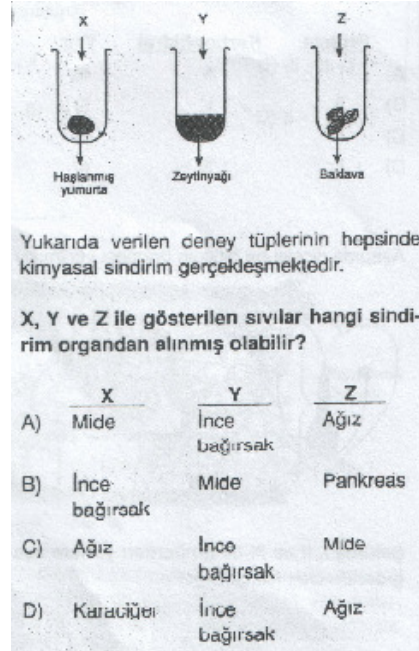 X Y Z
Haşlanmış Zeytinyağı Baklava
yumurta
Yukarıda verilen deney tüplerinin hepsinde
kimyasal sindirim gerçekleşmektedir.
X, Y ve Z ile gösterilen sıvılar hangi sindi-
rim organdan alınmış olabilir?
X Y Z
A) Mide İnce Ağız
bağırsak
B) İnce Mide Pankreas
bağırsak
C) Ağız İnce Mide
bağırsak
D) Karaciğer İnce Ağız
bağırsak